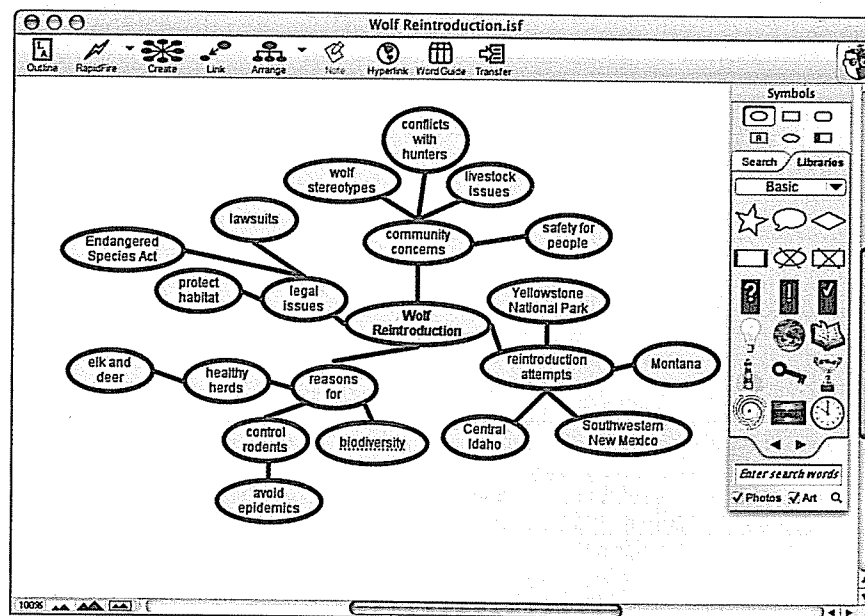 Wolf Reintroduction.isf
Outline RapidFire Create Link Arrange Note Hyperlink Word Guide Transfer
Symbols
A
Search Libraries
Basic
conflicts
with
hunters
wolf
stereotypes
livestock
issues
community
concerns
safety for
people
lawsuits
Endangered
Species Act
protect
habitat
legal
issues
Wolf
Reintroduction
Yellowstone
National Park
reintroduction
attempts
Montana
Central
Idaho
Southwestern
New Mexico
elk and
deer
healthy
herds
reasons
for
control
rodents
biodiversity
avoid
epidemics
? ! ✓
Enter search words
✓ Photos ✓ Art
100%